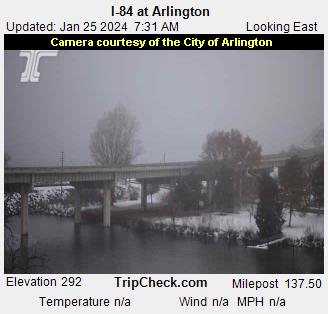 I-84 at Arlington
Updated: Jan 25 2024 7:31 AM Looking East
Camera courtesy of the City of Arlington
Elevation 292 TripCheck.com Milepost 137.50
Temperature n/a Wind n/a MPH n/a